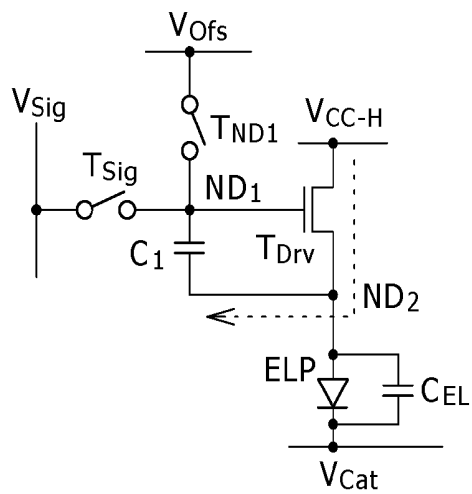 VOfs
VSig
TND1
VCC-H
TSig
ND1
C1
TDrv
ND2
ELP
CEL
VCat